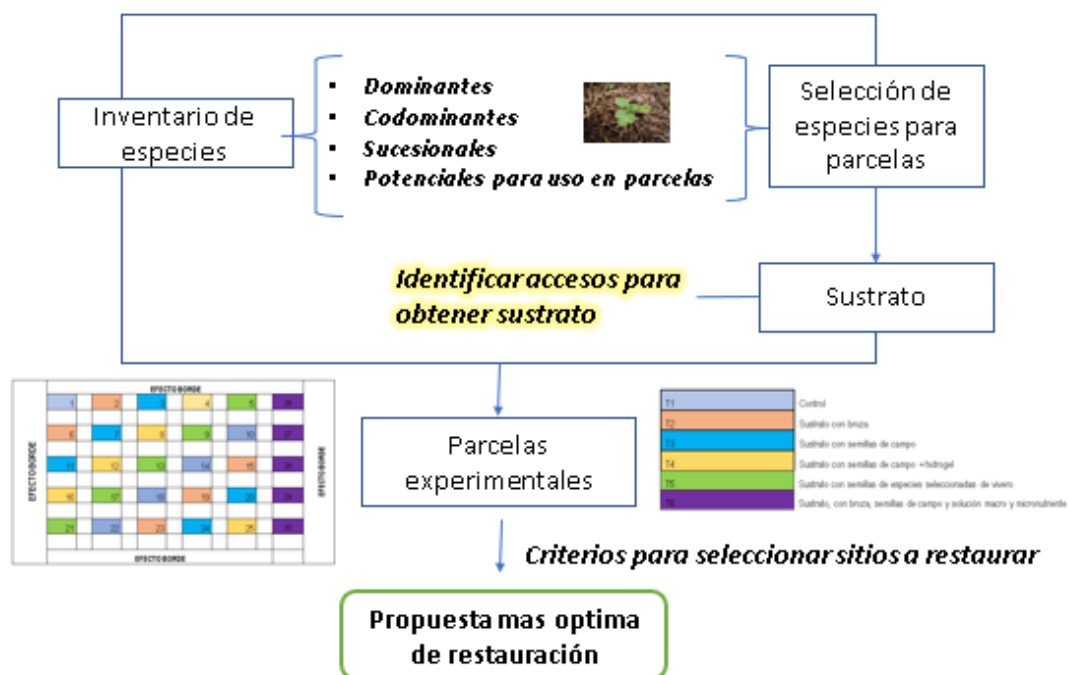 Inventario de
especies
▪ Dominantes
▪ Codominantes
▪ Sucesionales
▪ Potenciales para uso en parcelas
Selección de
especies para
parcelas
Identificar accesos para
obtener sustrato
Sustrato
EFECTO BORDE
EFECTO BORDE
1 2 3 4 5 26
6 7 8 9 10 27
11 12 13 14 15
16 17 18 19 20
21 22 23 24 25 30
EFECTO BORDE
EFECTO BORDE
Parcelas
experimentales
T1 Control
T2 Sustrato con broza
T3 Sustrato con semillas de campo
T4 Sustrato con semillas de campo + hidrogel
T5 Sustrato con semillas de especies seleccionadas de vivero
T6 Sustrato, con broza, semillas de campo y solución macro y micronutriente
Criterios para seleccionar sitios a restaurar
Propuesta mas optima
de restauración